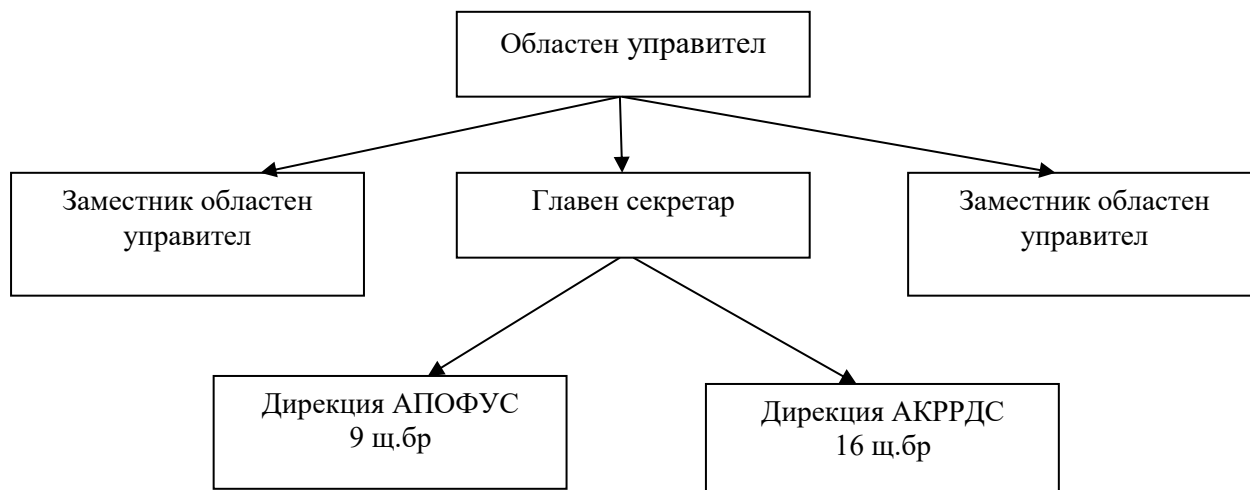 Областен управител
Заместник областен
управител
Главен секретар
Заместник областен
управител
Дирекция АПОФУС
9 щ.бр
Дирекция АКРРДС
16 щ.бр